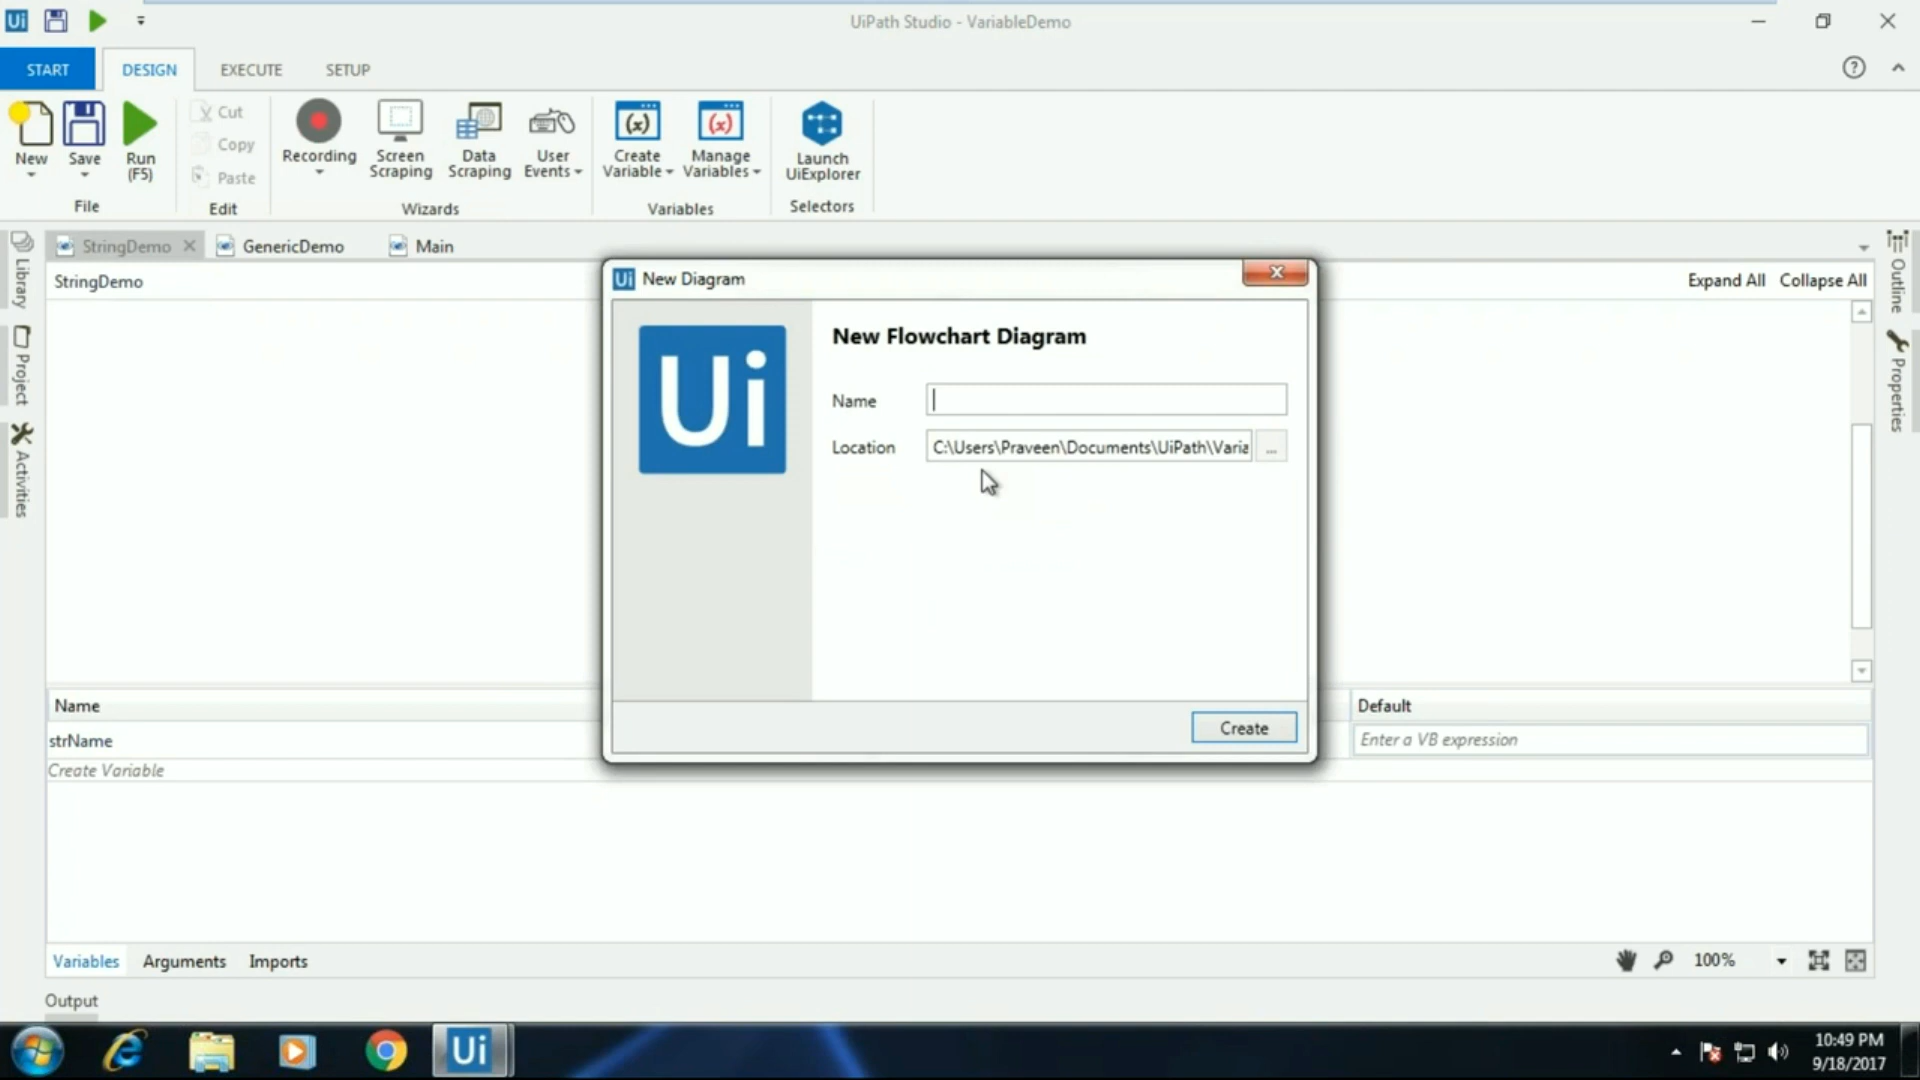 Ui
UiPath Studio - VariableDemo
START DESIGN EXECUTE SETUP
New
Save
Run
(F5)
Cut
Copy
Paste
Recording
Screen
Scraping
Data
Scraping
User
Events
(x)
Create
Variable
(x)
Manage
Variables
Launch
UiExplorer
File Edit Wizards Variables Selectors
StringDemo GenericDemo Main
StringDemo
Expand All Collapse All
Library
Project
Activities
Outline
Properties
Ui New Diagram
Ui
New Flowchart Diagram
Name
Location C:\Users\Praveen\Documents\UiPath\Varia ...
Create
Name Default
strName Enter a VB expression
Create Variable
Variables Arguments Imports
100%
Output
Ui
10:49 PM
9/18/2017